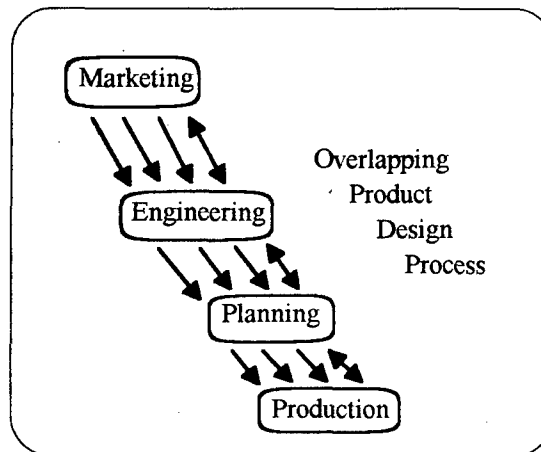 Marketing
Engineering
Planning
Production
Overlapping
Product
Design
Process